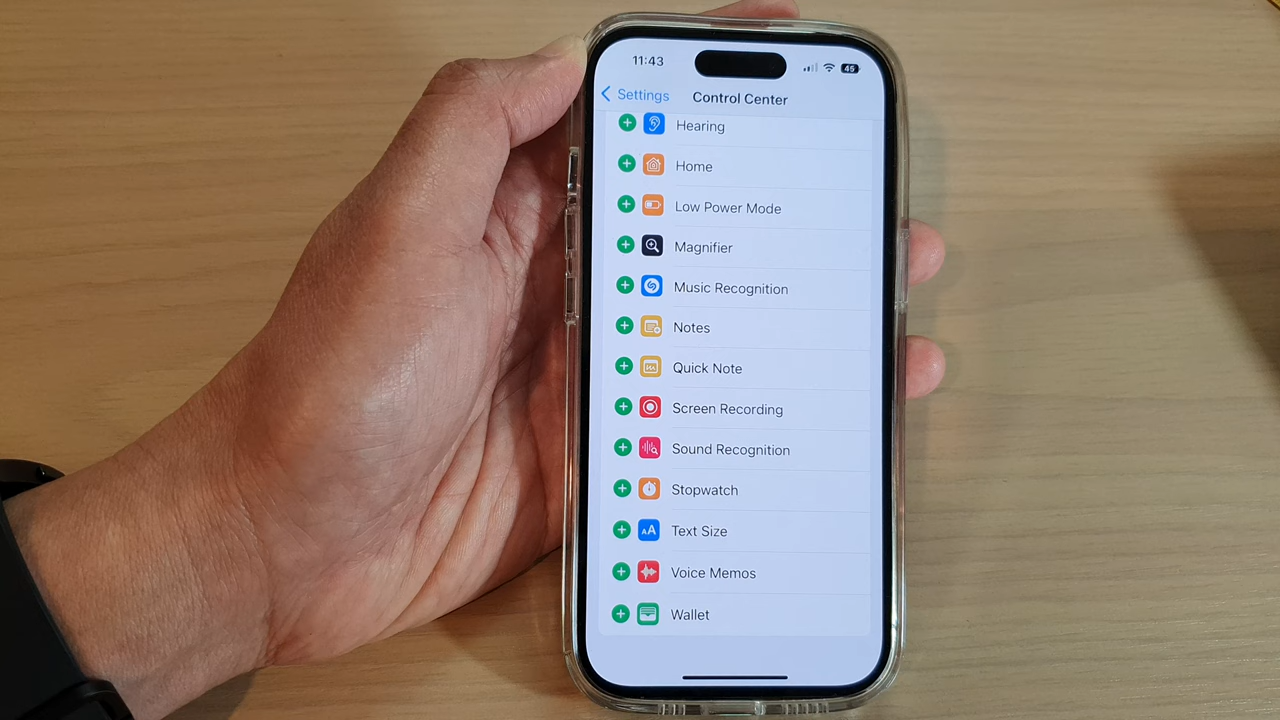 11:43
45
Settings
Control Center
Hearing
Home
Low Power Mode
Magnifier
Music Recognition
Notes
Quick Note
Screen Recording
Sound Recognition
Stopwatch
AA Text Size
Voice Memos
Wallet